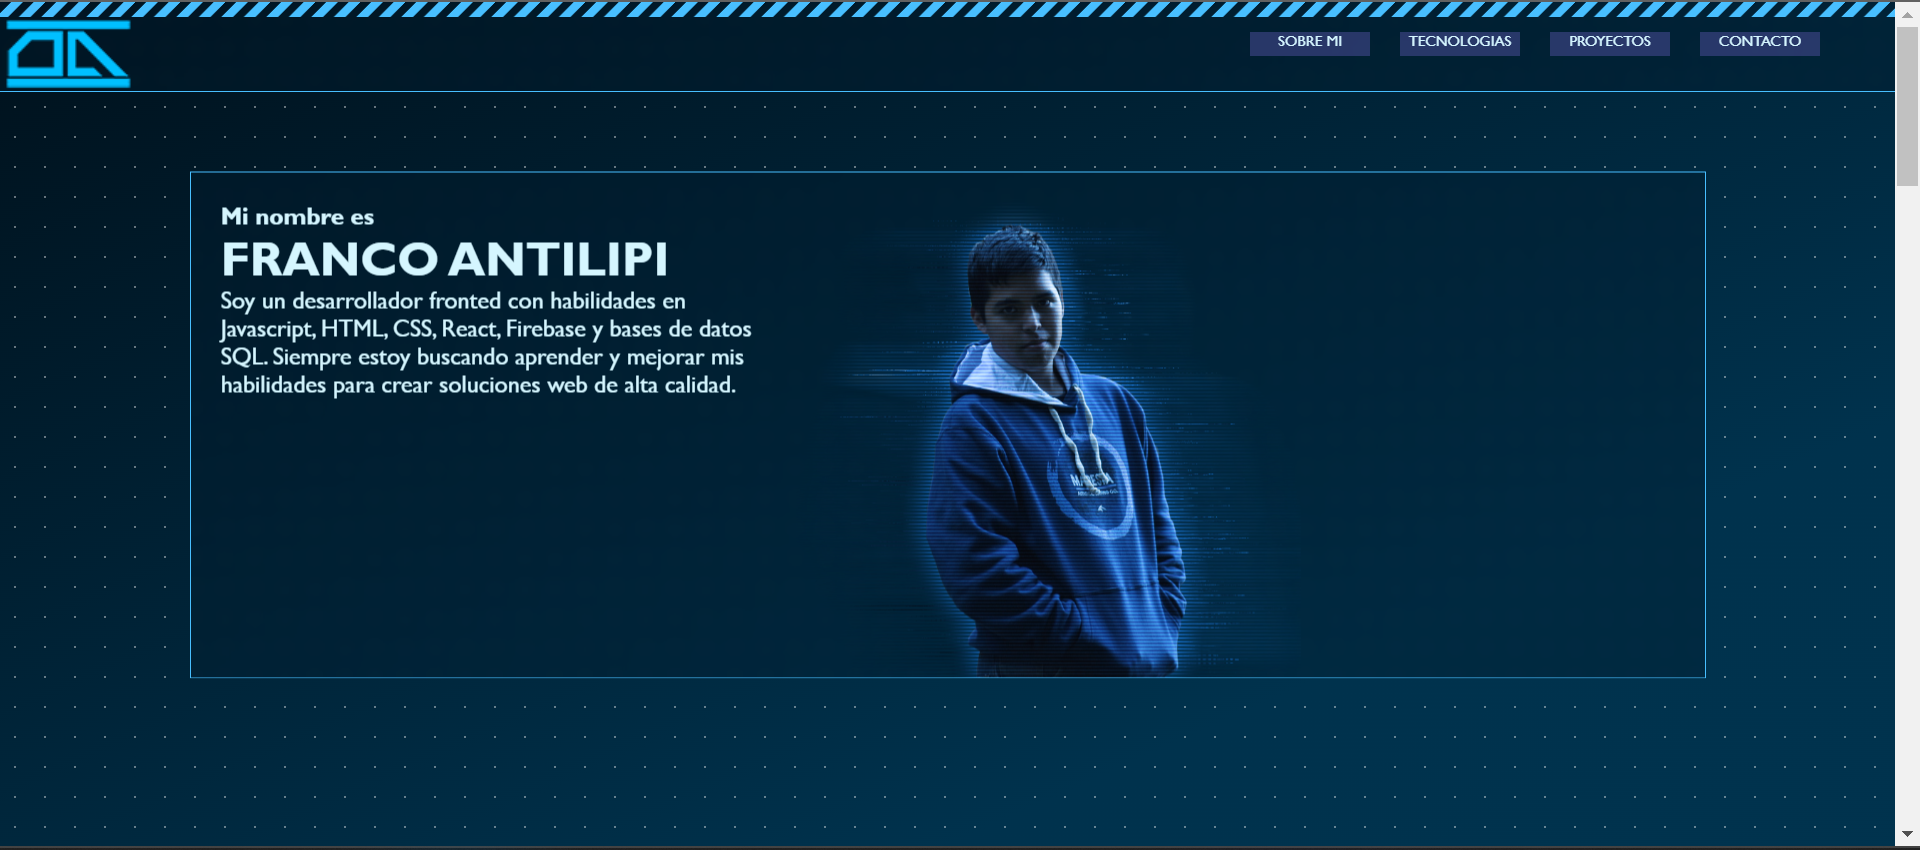 SOBRE MI
TECNOLOGIAS
PROYECTOS
CONTACTO
Mi nombre es
FRANCO ANTILIPI
Soy un desarrollador fronted con habilidades en
Javascript, HTML, CSS, React, Firebase y bases de datos
SQL. Siempre estoy buscando aprender y mejorar mis
habilidades para crear soluciones web de alta calidad.